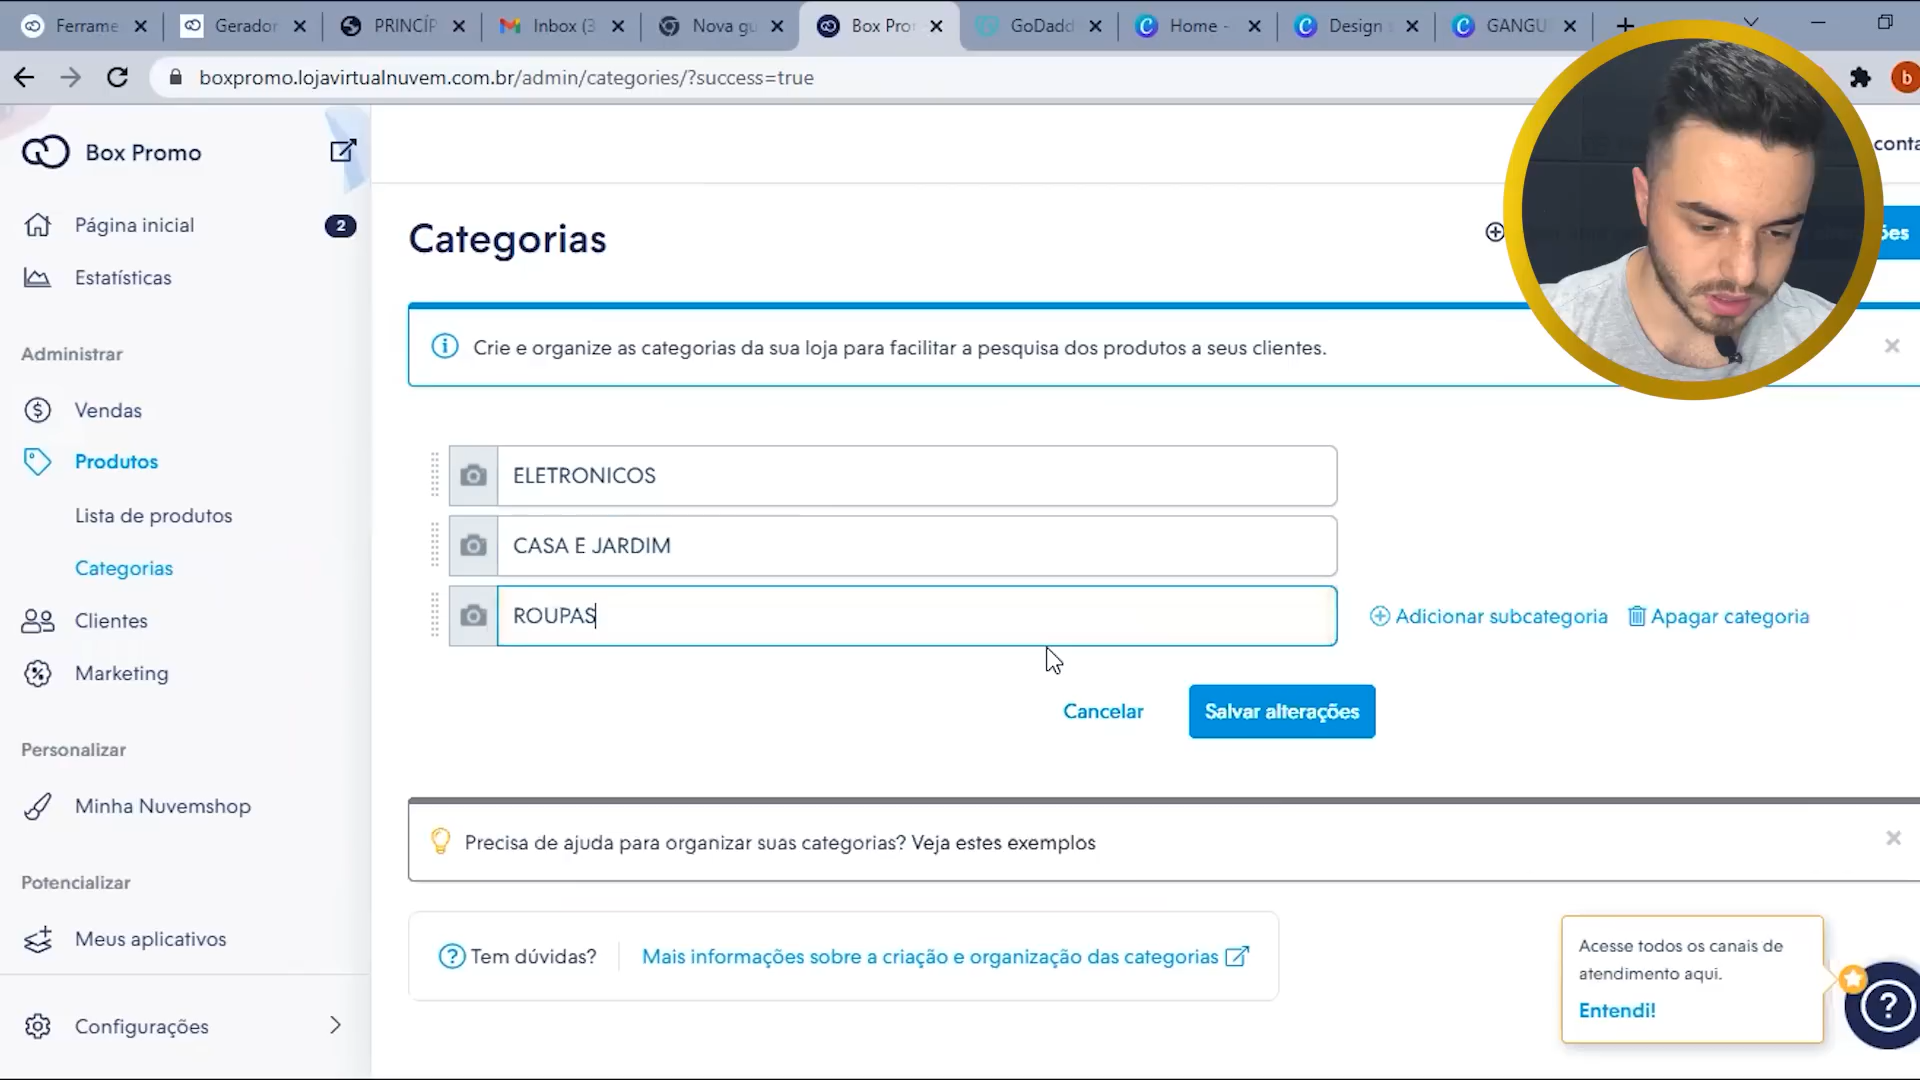 Ferrame
Gerador
PRINCÍP
Inbox (3
Nova gu
Box Pro
GoDadd
Home -
Design
GANGU
boxpromo.lojavirtualnuvem.com.br/admin/categories/?success=true
b
Box Promo
conta
Página inicial
2
Categorias
ões
Estatísticas
Crie e organize as categorias da sua loja para facilitar a pesquisa dos produtos a seus clientes.
Administrar
Vendas
Produtos
ELETRONICOS
Lista de produtos
CASA E JARDIM
Categorias
ROUPAS
Adicionar subcategoria
Apagar categoria
Clientes
Marketing
Cancelar
Salvar alterações
Personalizar
Minha Nuvemshop
Precisa de ajuda para organizar suas categorias? Veja estes exemplos
Potencializar
Meus aplicativos
Tem dúvidas?
Mais informações sobre a criação e organização das categorias
Acesse todos os canais de
atendimento aqui.
Entendi!
Configurações